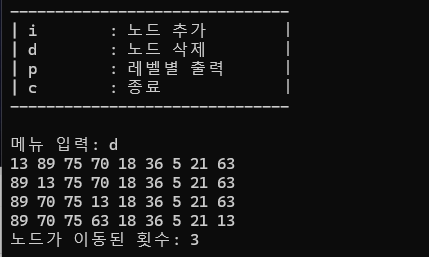 ------------------------------
| i : 노드 추가 |
| d : 노드 삭제 |
| p : 레벨별 출력 |
| c : 종료 |
------------------------------
메뉴 입력: d
13 89 75 70 18 36 5 21 63
89 13 75 70 18 36 5 21 63
89 70 75 13 18 36 5 21 63
89 70 75 63 18 36 5 21 13
노드가 이동된 횟수: 3